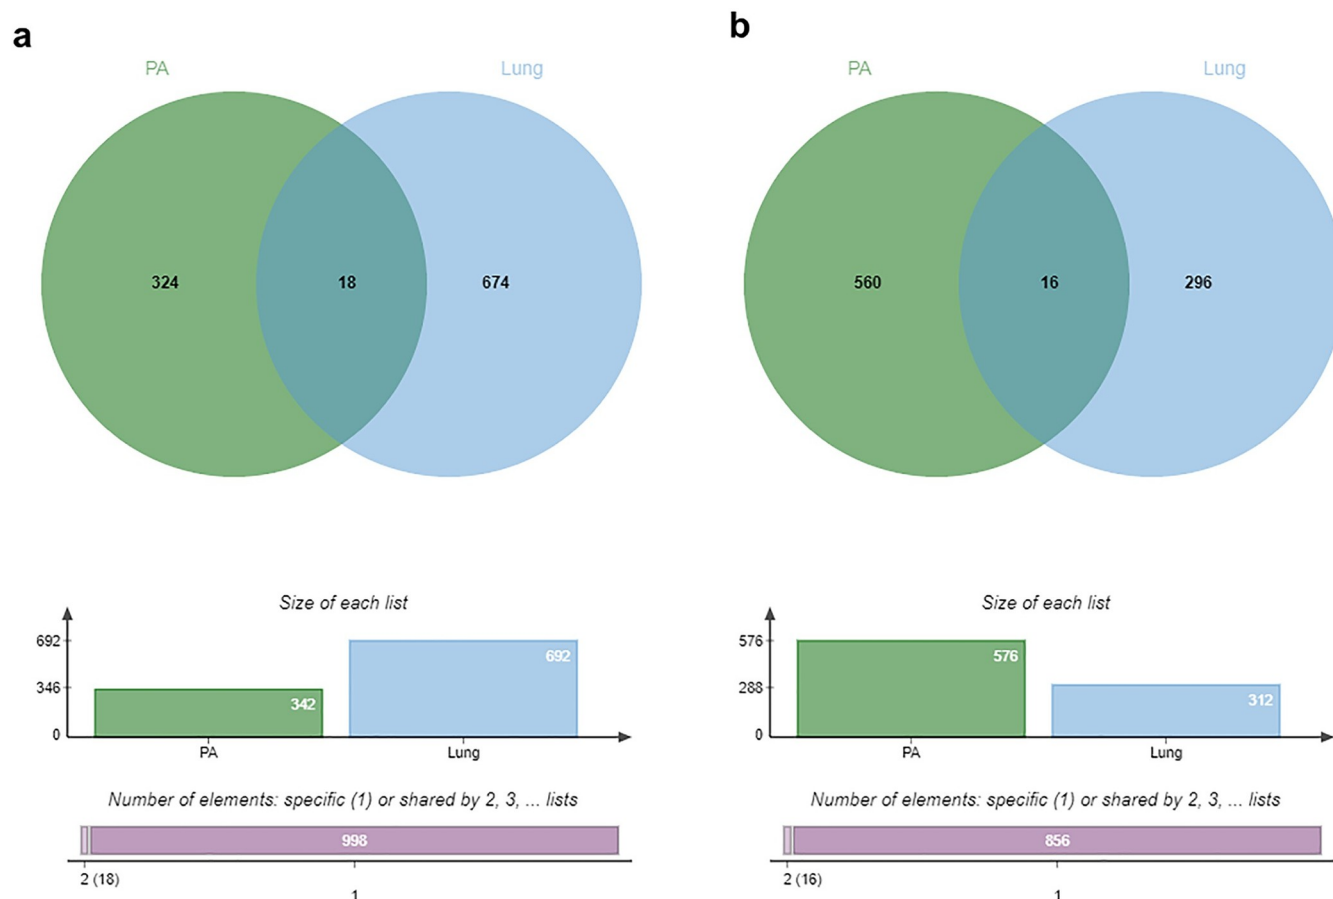 a
PA
Lung
324
18
674
Size of each list
692
346
0
692
342
PA
Lung
Number of elements: specific (1) or shared by 2, 3, ... lists
998
2 (18)
1
b
PA
Lung
560
16
296
Size of each list
576
288
0
576
312
PA
Lung
Number of elements: specific (1) or shared by 2, 3, ... lists
856
2 (16)
1